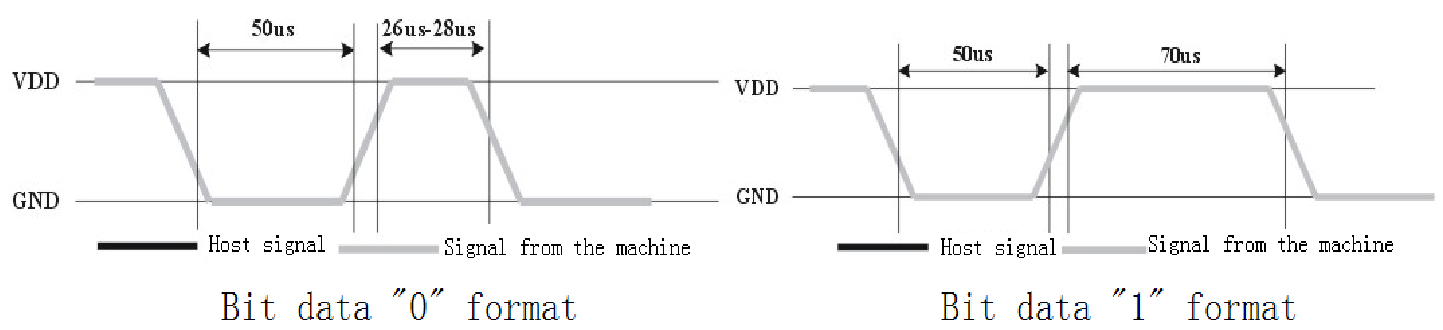 50us
26us-28us
VDD
GND
Host signal
Signal from the machine
Bit data "0" format
50us
70us
VDD
GND
Host signal
Signal from the machine
Bit data "1" format